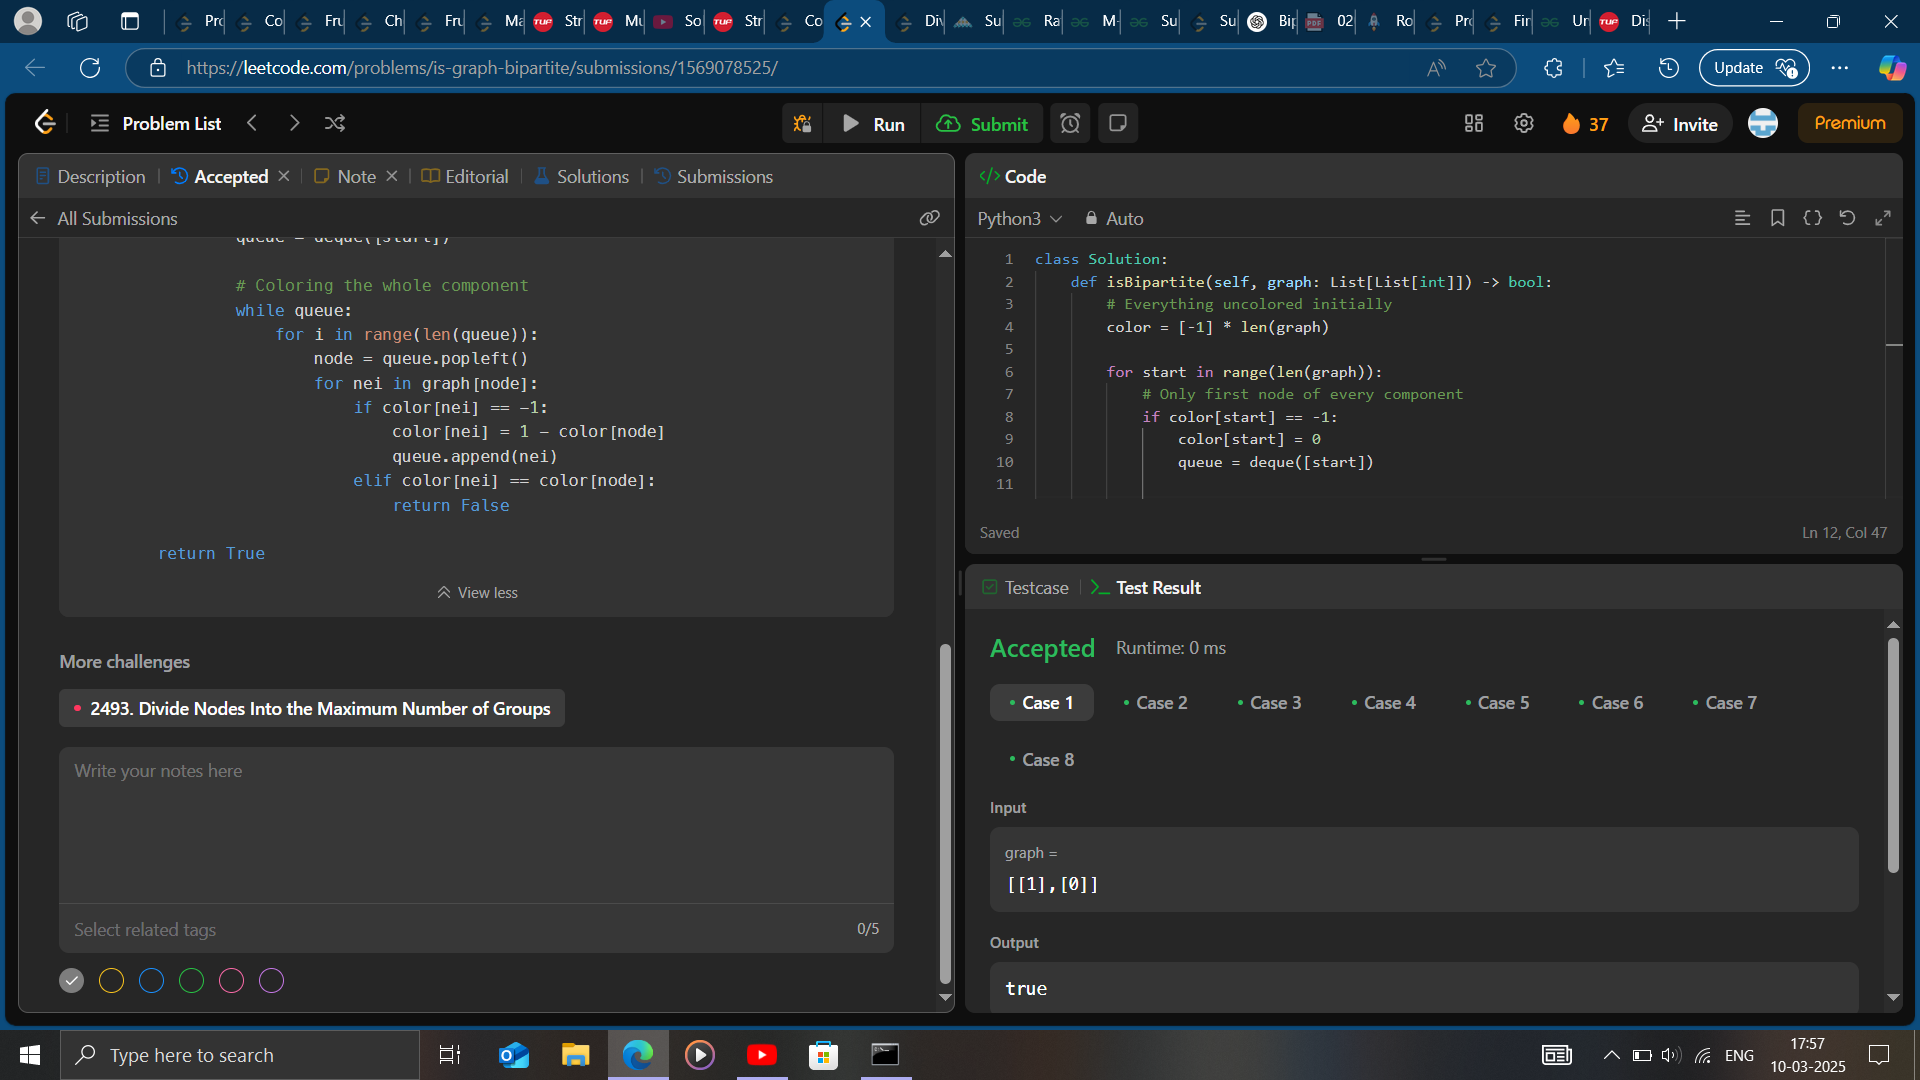 Pro
Co
Fru
Ch
Fru
Ma
Str
Mu
So
Str
Co
Div
Su
Ra
M-
Su
Su
Bip
02
Ro
Pro
Fin
Un
Dis
https://leetcode.com/problems/is-graph-bipartite/submissions/1569078525/
Update
Problem List
Run
Submit
37
Invite
Premium
Description
Accepted
Note
Editorial
Solutions
Submissions
All Submissions
queue = deque([start])
# Coloring the whole component
while queue:
for i in range(len(queue)):
node = queue.popleft()
for nei in graph[node]:
if color[nei] == -1:
color[nei] = 1 - color[node]
queue.append(nei)
elif color[nei] == color[node]:
return False
return True
View less
More challenges
2493. Divide Nodes Into the Maximum Number of Groups
Write your notes here
Select related tags
0/5
</> Code
Python3
Auto
1 class Solution:
2 def isBipartite(self, graph: List[List[int]]) -> bool:
3 # Everything uncolored initially
4 color = [-1] * len(graph)
5
6 for start in range(len(graph)):
7 # Only first node of every component
8 if color[start] == -1:
9 color[start] = 0
10 queue = deque([start])
11
Saved
Ln 12, Col 47
Testcase
Test Result
Accepted
Runtime: 0 ms
Case 1
Case 2
Case 3
Case 4
Case 5
Case 6
Case 7
Case 8
Input
graph =
[[1],[0]]
Output
true
Type here to search
ENG
17:57
10-03-2025